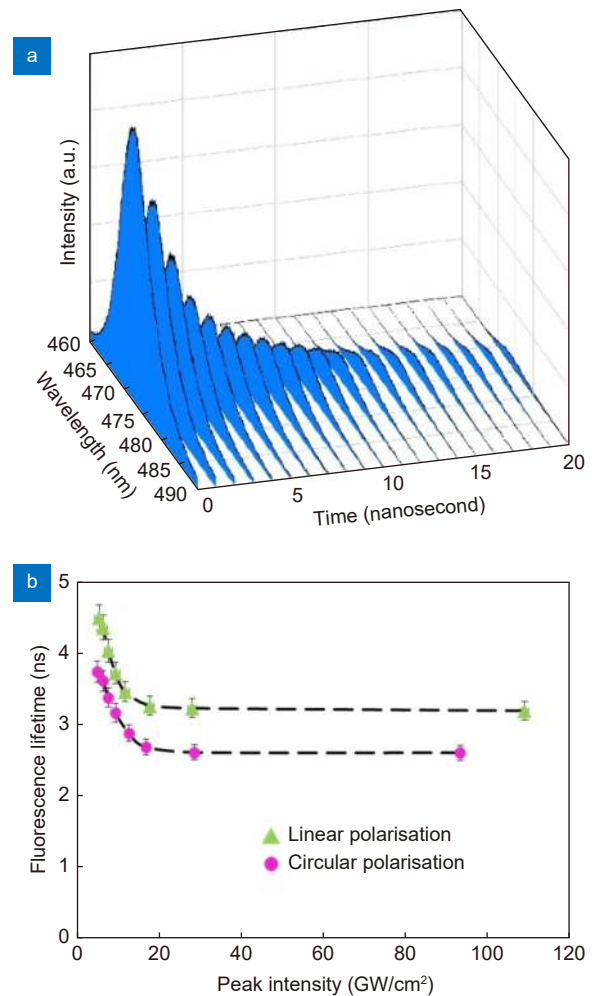 a
Intensity (a.u.)
460
465
470
475
480
485
490
Wavelength (nm)
0
5
10
15
20
Time (nanosecond)
b
5
4
3
2
1
0
Fluorescence lifetime (ns)
Linear polarisation
Circular polarisation
0 20 40 60 80 100 120
Peak intensity (GW/cm²)